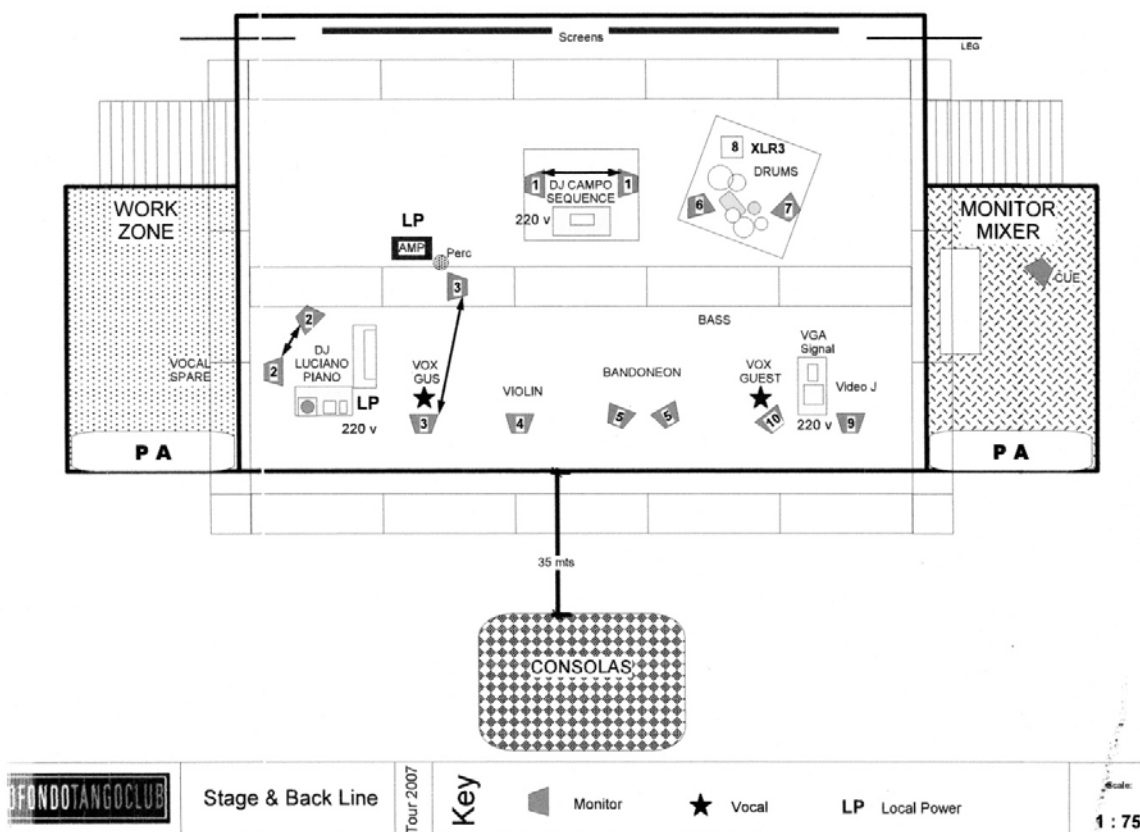 Screens
LEG
8 XLR3
DRUMS
1
1
DJ CAMPO
SEQUENCE
220 v
6
7
WORK
ZONE
MONITOR
MIXER
CUE
LP
AMP
Perc
3
2
2
VOCAL
SPARE
DJ
LUCIANO
PIANO
LP
220 v
VOX
GUS
3
VIOLIN
4
BANDONEON
5
5
BASS
VOX
GUEST
10
VGA
Signal
220 v
Video J
9
P A
P A
35 mts
CONSOLAS
OFONDOTANGOCLUB
Stage & Back Line
Tour 2007
Key
Monitor
Vocal
LP Local Power
Scale:
1 : 75